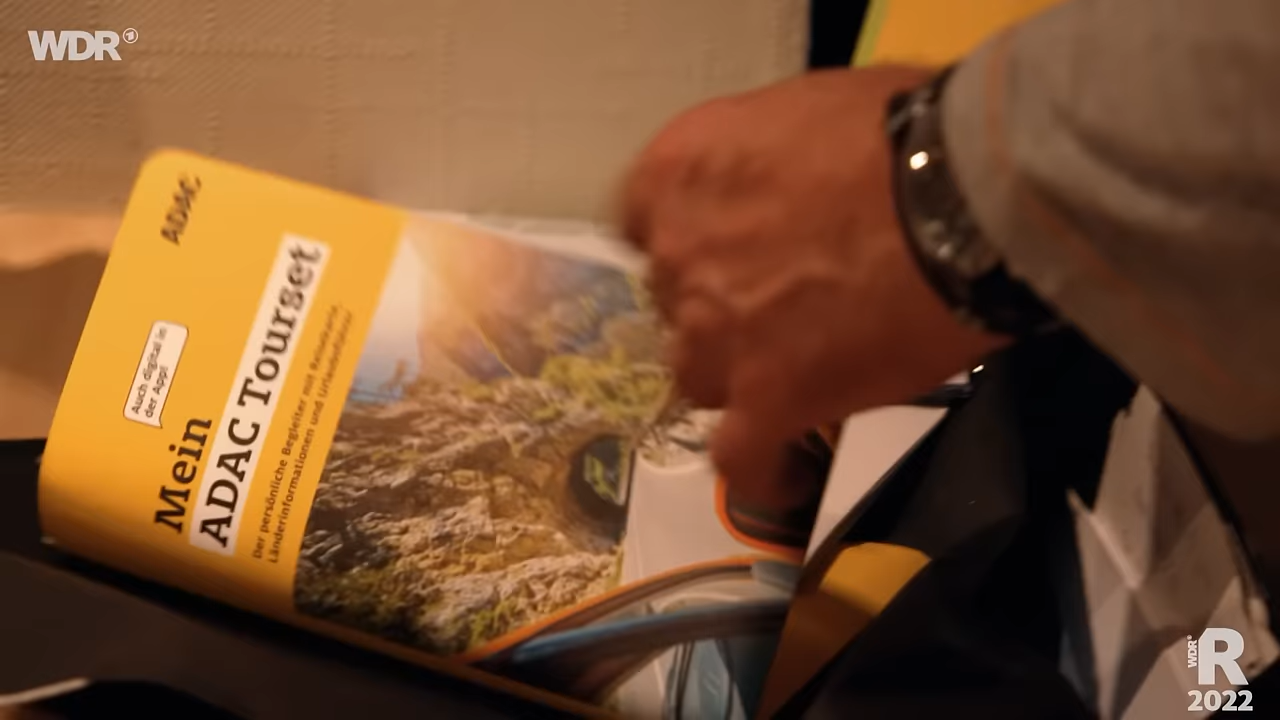 WDR
ADAC
Auch digital in
der App!
Mein
ADAC Tourset
Der persönliche Begleiter mit Reisekarte,
Länderinformationen und Urlaubsführer
WDR
R
2022